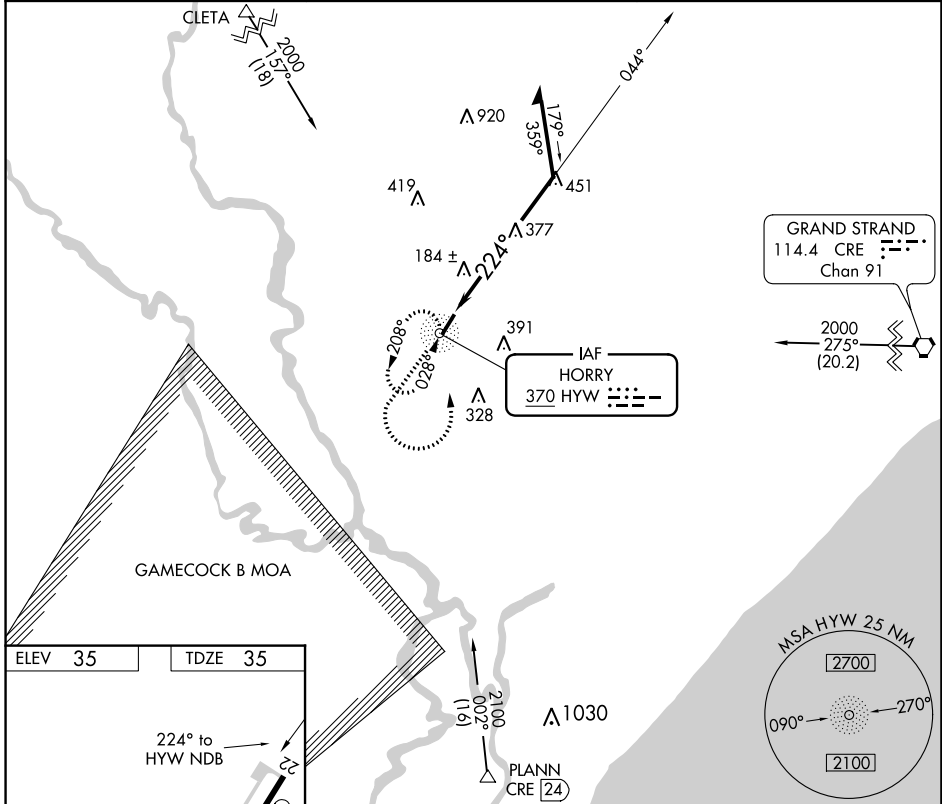 CLETA
2000
157°
(18)
044°
920
179°
359°
419
451
377
184 ±
224°
GRAND STRAND
114.4 CRE
Chan 91
208°
028°
391
2000
275°
(20.2)
IAF
HORRY
370 HYW
328
GAMECOCK B MOA
MSA HYW 25 NM
2700
090°
270°
2100
ELEV 35
TDZE 35
2100
002°
(16)
1030
224° to
HYW NDB
22
PLANN
CRE 24